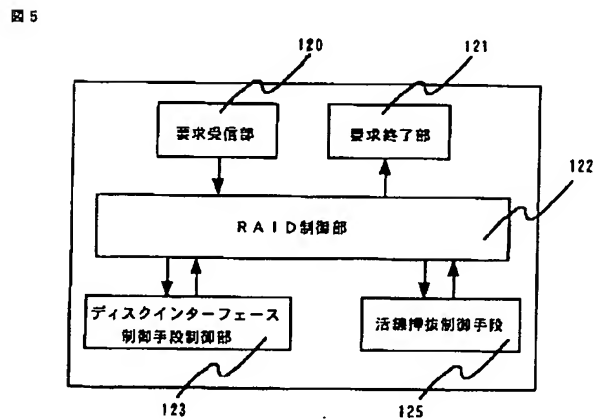 図5
120
121
要求受信部
要求終了部
122
RAID制御部
ディスクインターフェース
制御手段制御部
活線挿抜制御手段
123
125